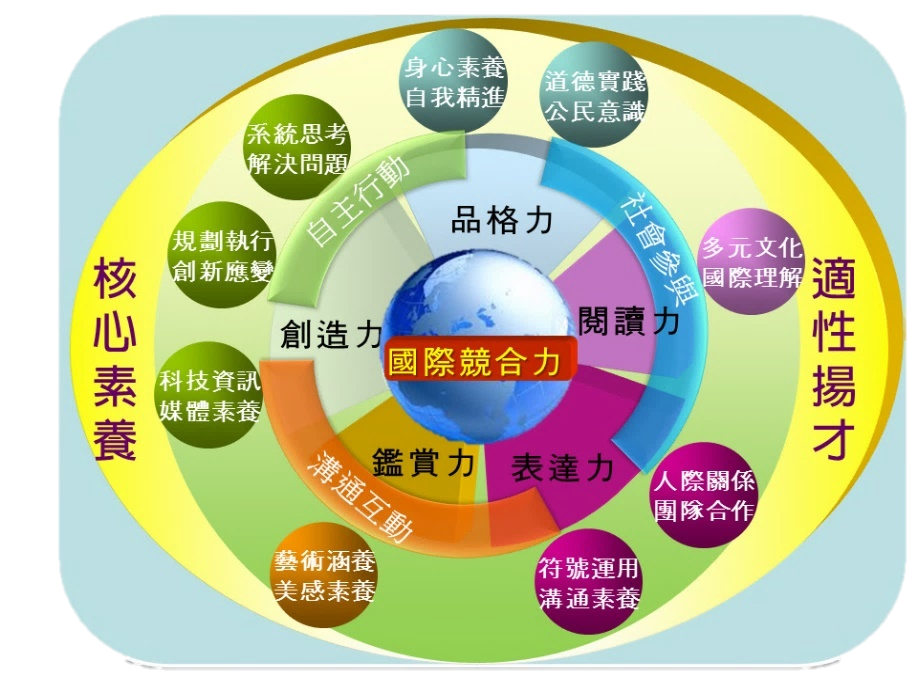 身心素養
自我精進
道德實踐
公民意識
系統思考
解決問題
自主行動
品格力
社會參與
規劃執行
創新應變
多元文化
國際理解
核心素養
適性揚才
創造力
閱讀力
國際競合力
科技資訊
媒體素養
鑑賞力
表達力
溝通互動
人際關係
團隊合作
藝術涵養
美感素養
符號運用
溝通素養